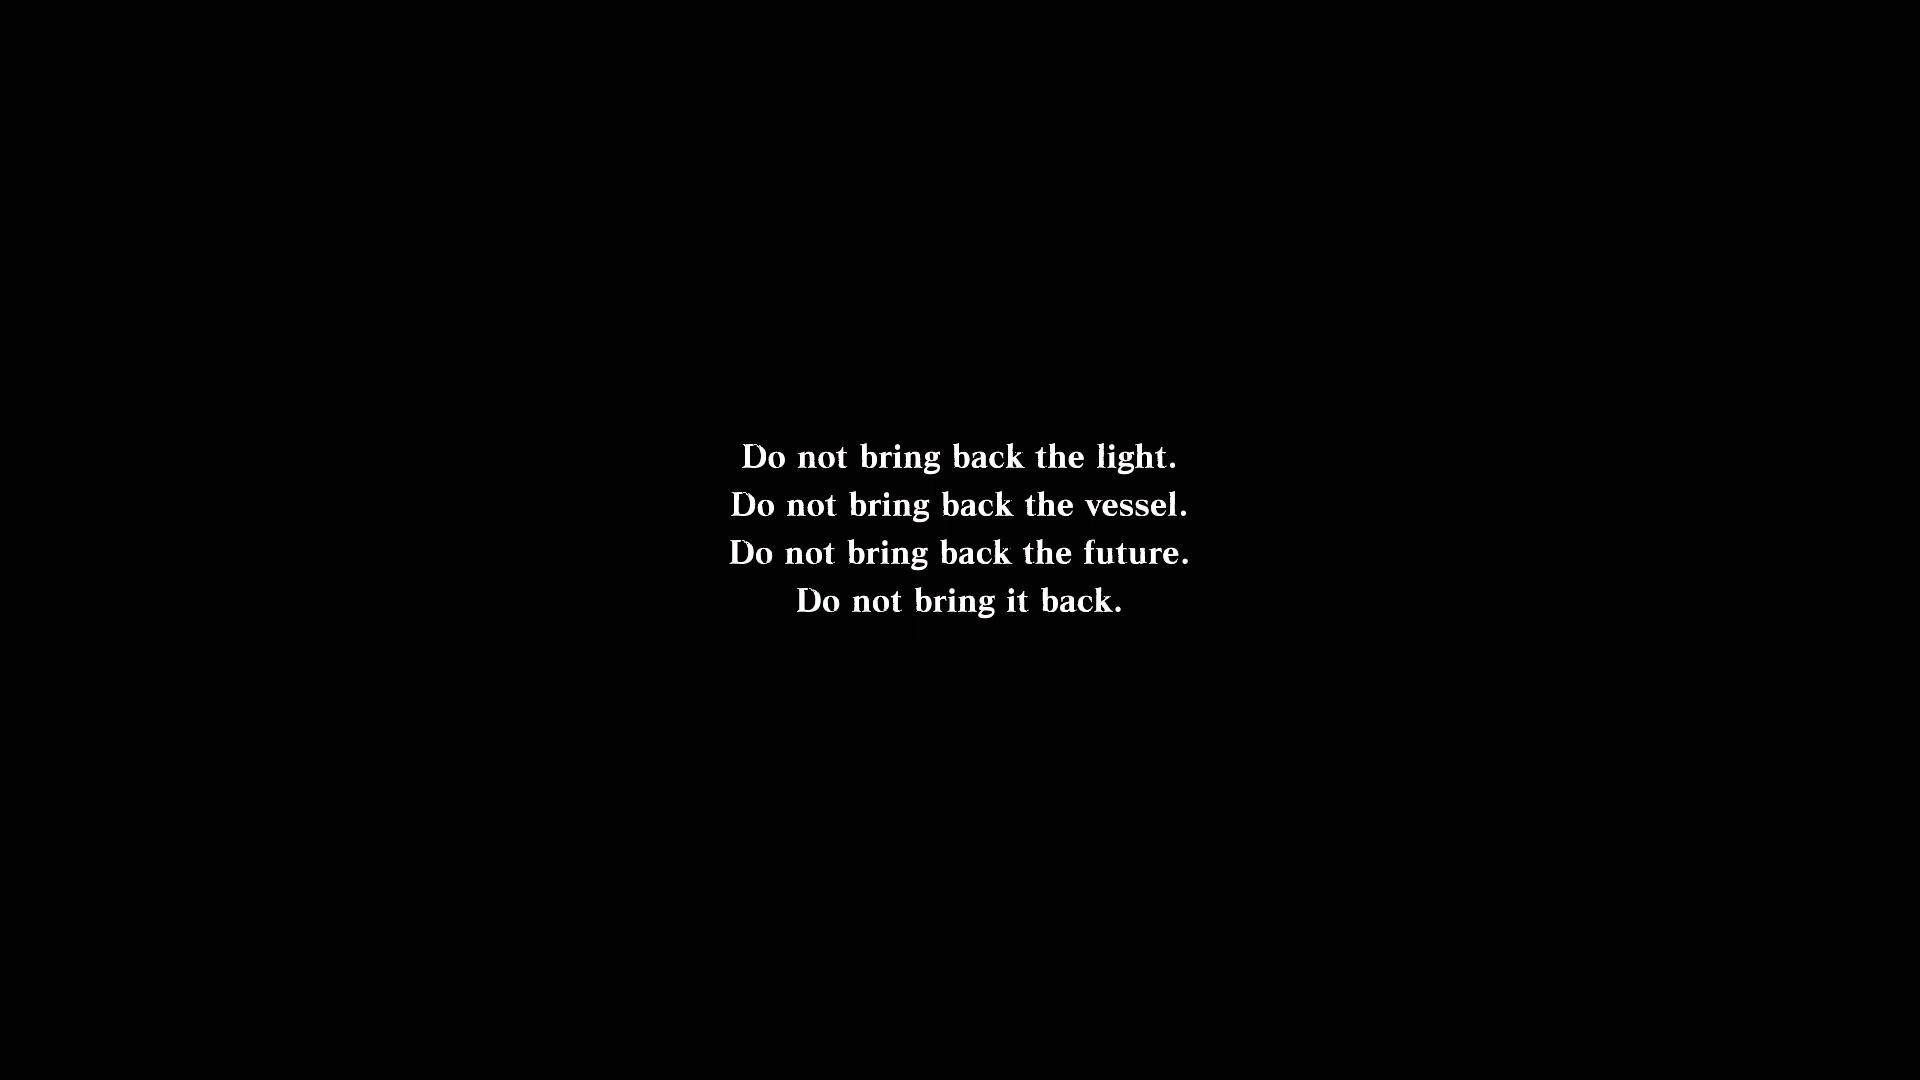 Do not bring back the light.
Do not bring back the vessel.
Do not bring back the future.
Do not bring it back.